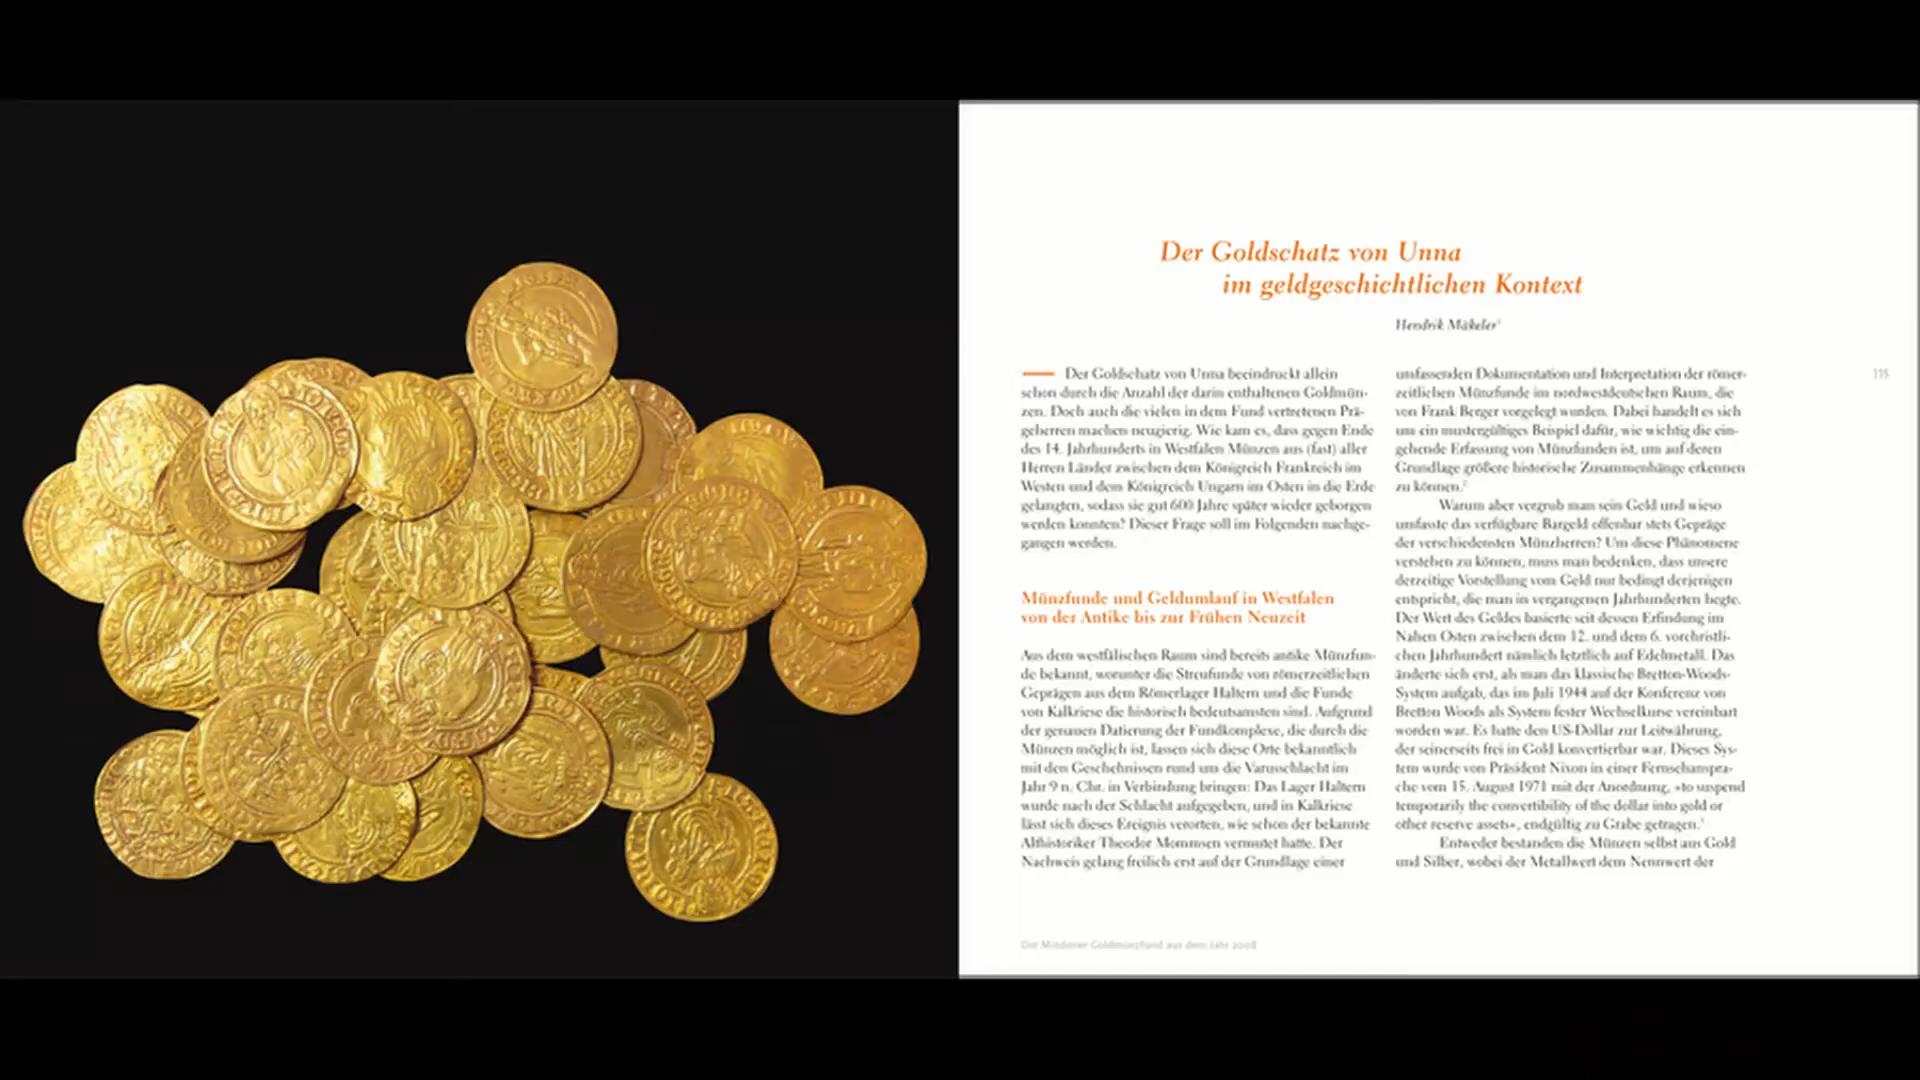 Der Goldschatz von Unna
im geldgeschichtlichen Kontext
Hendrik Mäkeler¹
Der Goldschatz von Unna beeindruckt allein
schon durch die Anzahl der darin enthaltenen Goldmün-
zen. Doch auch die vielen in dem Fund vertretenen Prä-
geherren machen neugierig. Wie kam es, dass gegen Ende
des 14. Jahrhunderts in Westfalen Münzen aus (fast) aller
Herren Länder zwischen dem Königreich Frankreich im
Westen und dem Königreich Ungarn im Osten in die Erde
gelangten, sodass sie gut 600 Jahre später wieder geborgen
werden konnten? Dieser Frage soll im Folgenden nachge-
gangen werden.
Münzfunde und Geldumlauf in Westfalen
von der Antike bis zur Frühen Neuzeit
Aus dem westfälischen Raum sind bereits antike Münzfun-
de bekannt, worunter die Streufunde von römerzeitlichen
Geprägen aus dem Römerlager Haltern und die Funde
von Kalkriese die historisch bedeutsamsten sind. Aufgrund
der genauen Datierung der Fundkomplexe, die durch die
Münzen möglich ist, lassen sich diese Orte bekanntlich
mit den Geschehnissen rund um die Varusschlacht im
Jahr 9 n. Chr. in Verbindung bringen: Das Lager Haltern
wurde nach der Schlacht aufgegeben, und in Kalkriese
lässt sich dieses Ereignis verorten, wie schon der bekannte
Althistoriker Theodor Mommsen vermutet hatte. Der
Nachweis gelang freilich erst auf der Grundlage einer
umfassenden Dokumentation und Interpretation der römer-
zeitlichen Münzfunde im nordwestdeutschen Raum, die
von Frank Berger vorgelegt wurden. Dabei handelt es sich
um ein mustergültiges Beispiel dafür, wie wichtig die ein-
gehende Erfassung von Münzfunden ist, um auf deren
Grundlage größere historische Zusammenhänge erkennen
zu können.²
Warum aber vergrub man sein Geld und wieso
umfasste das verfügbare Bargeld offenbar stets Gepräge
der verschiedensten Münzherren? Um diese Phänomene
verstehen zu können, muss man bedenken, dass unsere
derzeitige Vorstellung vom Geld nur bedingt derjenigen
entspricht, die man in vergangenen Jahrhunderten hegte.
Der Wert des Geldes basierte seit dessen Erfindung im
Nahen Osten zwischen dem 12. und dem 6. vorchristli-
chen Jahrhundert nämlich letztlich auf Edelmetall. Das
änderte sich erst, als man das klassische Bretton-Woods-
System aufgab, das im Juli 1944 auf der Konferenz von
Bretton Woods als System fester Wechselkurse vereinbart
worden war. Es hatte den US-Dollar zur Leitwährung,
der seinerseits frei in Gold konvertierbar war. Dieses Sys-
tem wurde von Präsident Nixon in einer Fernsehanspra-
che vom 15. August 1971 mit der Anordnung, »to suspend
temporarily the convertibility of the dollar into gold or
other reserve assets«, endgültig zu Grabe getragen.³
Entweder bestanden die Münzen selbst aus Gold
und Silber, wobei der Metallwert dem Nennwert der
115
Der Mindener Goldmünzfund aus dem Jahr 2008